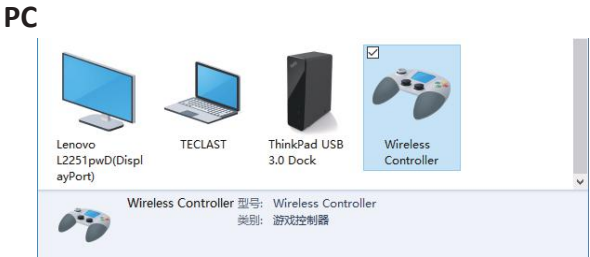 PC
Lenovo
L2251pwD(Displ
ayPort)
TECLAST
ThinkPad USB
3.0 Dock
Wireless
Controller
Wireless Controller 型号: Wireless Controller
类别: 游戏控制器